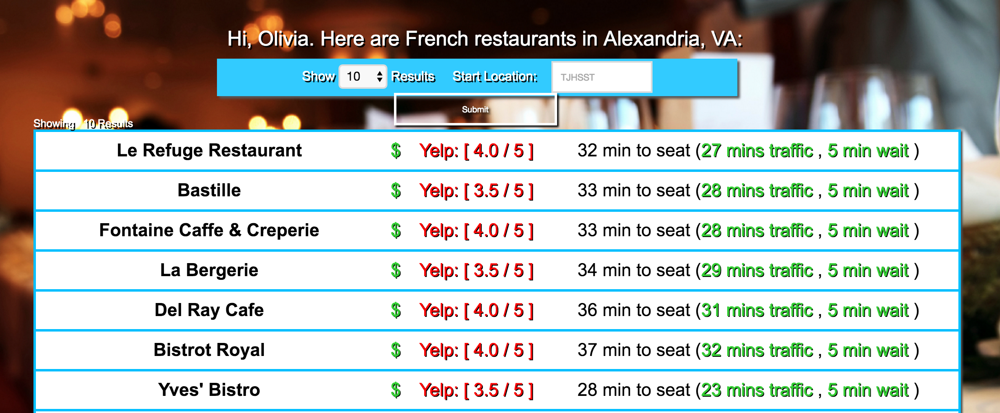 Hi, Olivia. Here are French restaurants in Alexandria, VA:
Show 10 Results Start Location: TJHSST
Submit
Showing 10 Results
Le Refuge Restaurant $ Yelp: [ 4.0 / 5 ] 32 min to seat (27 mins traffic , 5 min wait )
Bastille $ Yelp: [ 3.5 / 5 ] 33 min to seat (28 mins traffic , 5 min wait )
Fontaine Caffe & Creperie $ Yelp: [ 4.0 / 5 ] 33 min to seat (28 mins traffic , 5 min wait )
La Bergerie $ Yelp: [ 3.5 / 5 ] 34 min to seat (29 mins traffic , 5 min wait )
Del Ray Cafe $ Yelp: [ 4.0 / 5 ] 36 min to seat (31 mins traffic , 5 min wait )
Bistrot Royal $ Yelp: [ 4.0 / 5 ] 37 min to seat (32 mins traffic , 5 min wait )
Yves' Bistro $ Yelp: [ 3.5 / 5 ] 28 min to seat (23 mins traffic , 5 min wait )